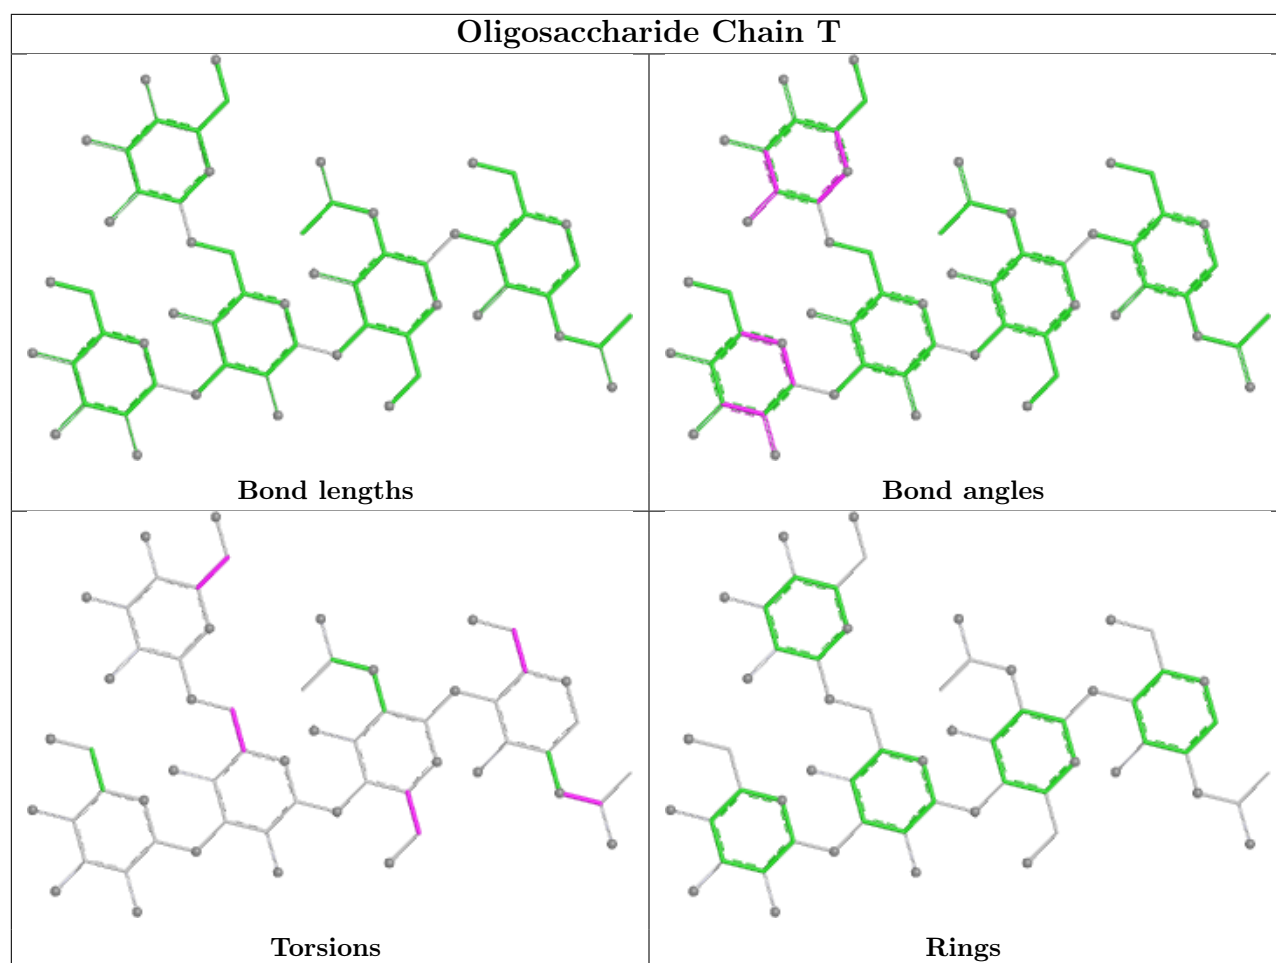 Oligosaccharide Chain T
Bond lengths
Bond angles
Torsions
Rings